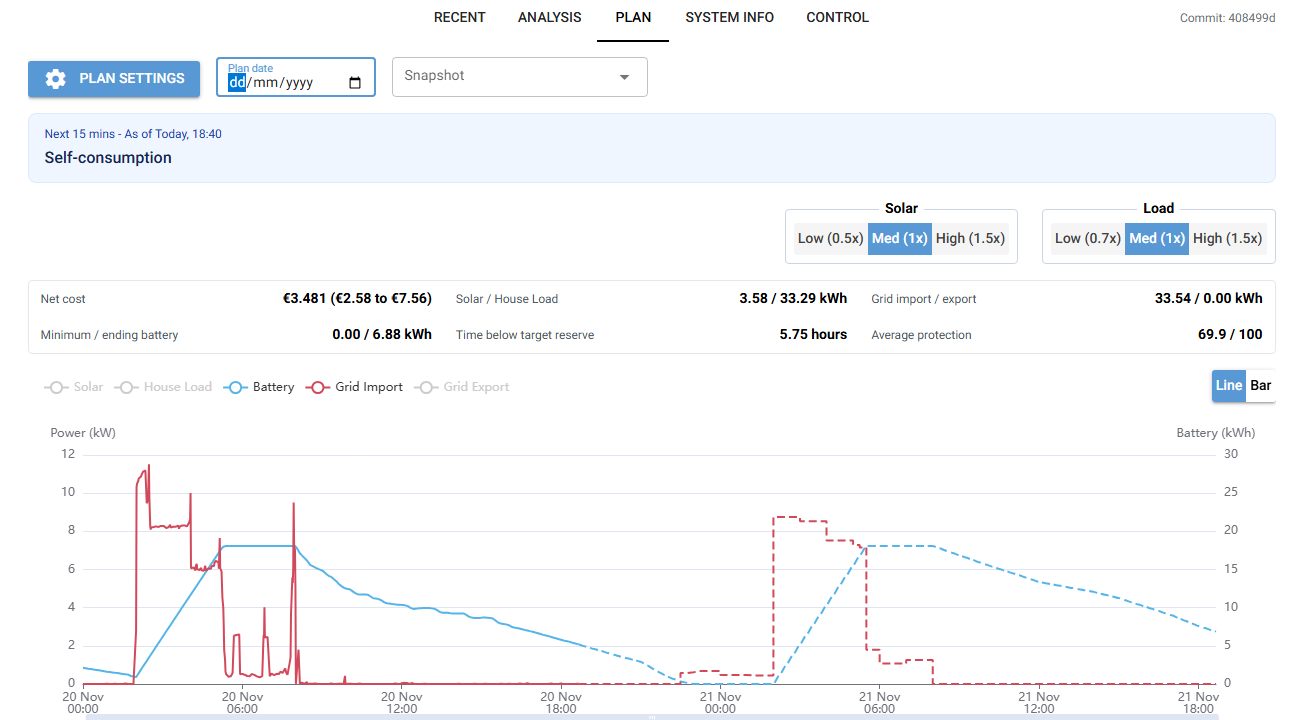 RECENT ANALYSIS PLAN SYSTEM INFO CONTROL Commit: 408499d
PLAN SETTINGS
Plan date
dd/mm/yyyy
Snapshot
Next 15 mins - As of Today, 18:40
Self-consumption
Solar
Low (0.5x) Med (1x) High (1.5x)
Load
Low (0.7x) Med (1x) High (1.5x)
Net cost €3.481 (€2.58 to €7.56) Solar / House Load 3.58 / 33.29 kWh Grid import / export 33.54 / 0.00 kWh
Minimum / ending battery 0.00 / 6.88 kWh Time below target reserve 5.75 hours Average protection 69.9 / 100
Solar House Load Battery Grid Import Grid Export
Line Bar
Power (kW) Battery (kWh)
12 30
10 25
8 20
6 15
4 10
2 5
0 0
20 Nov 20 Nov 20 Nov 20 Nov 21 Nov 21 Nov 21 Nov 21 Nov
00:00 06:00 12:00 18:00 00:00 06:00 12:00 18:00